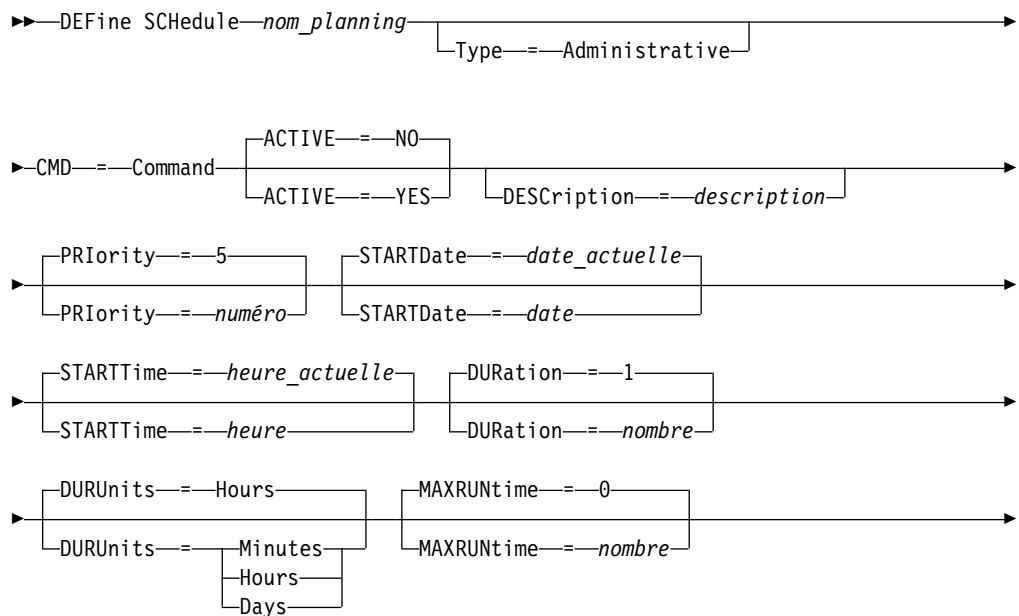 DEFine SCHedule nom_planning
Type = Administrative
CMD = Command ACTIVE = NO
ACTIVE = YES DESCription = description
PRIority = 5 STARTDate = date_actuelle
PRIority = numéro STARTDate = date
STARTTime = heure_actuelle DURation = 1
STARTTime = heure DURation = nombre
DURUnits = Hours MAXRUNtime = 0
DURUnits = Minutes MAXRUNtime = nombre
Hours
Days